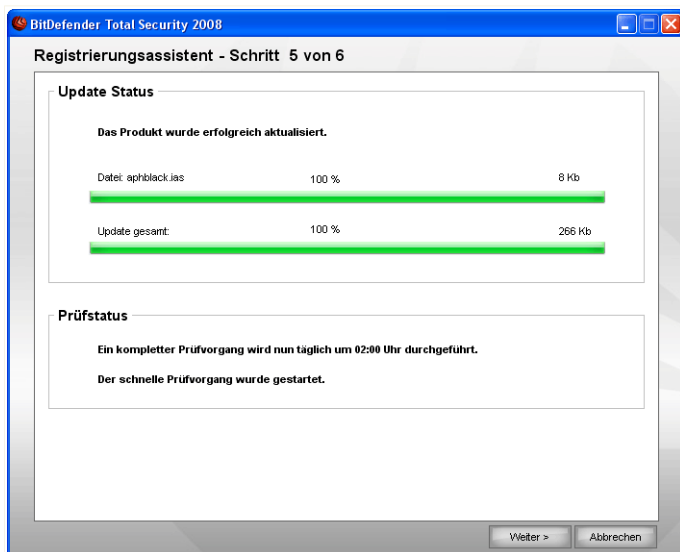 BitDefender Total Security 2008
Registrierungsassistent - Schritt 5 von 6
Update Status
Das Produkt wurde erfolgreich aktualisiert.
Datei: aphblack.ias 100 % 8 Kb
Update gesamt: 100 % 266 Kb
Prüfstatus
Ein kompletter Prüfvorgang wird nun täglich um 02:00 Uhr durchgeführt.
Der schnelle Prüfvorgang wurde gestartet.
Weiter > Abbrechen